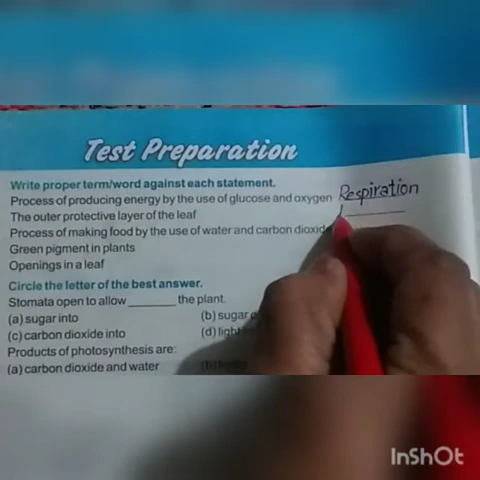 Test Preparation
Write proper term/word against each statement.
Process of producing energy by the use of glucose and oxygen Respiration
The outer protective layer of the leaf
Process of making food by the use of water and carbon dioxide
Green pigment in plants
Openings in a leaf
Circle the letter of the best answer.
Stomata open to allow ________ the plant.
(a) sugar into (b) sugar
(c) carbon dioxide into (d) light
Products of photosynthesis are:
(a) carbon dioxide and water (b)
InShOt